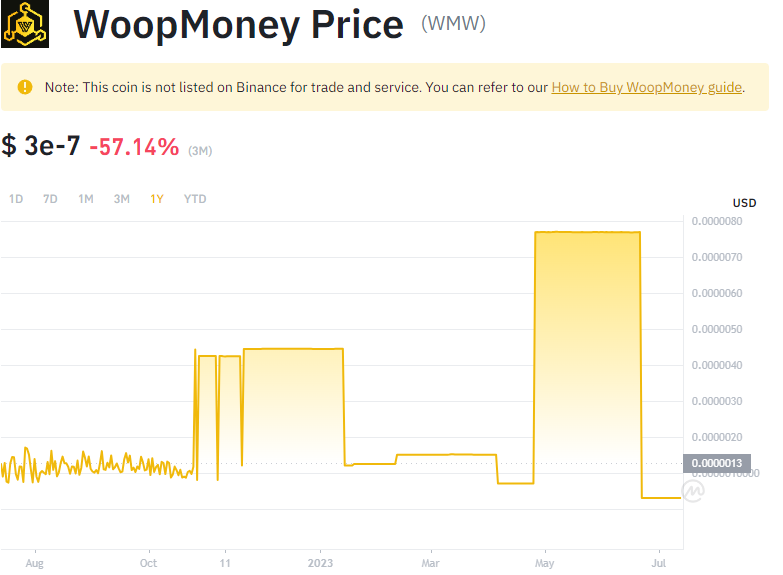 WoopMoney Price (WMW)
Note: This coin is not listed on Binance for trade and service. You can refer to our How to Buy WoopMoney guide.
$ 3e-7 -57.14% (3M)
1D 7D 1M 3M 1Y YTD
USD
0.0000080
0.0000070
0.0000060
0.0000050
0.0000040
0.0000030
0.0000020
0.0000013
Aug Oct 11 2023 Mar May Jul